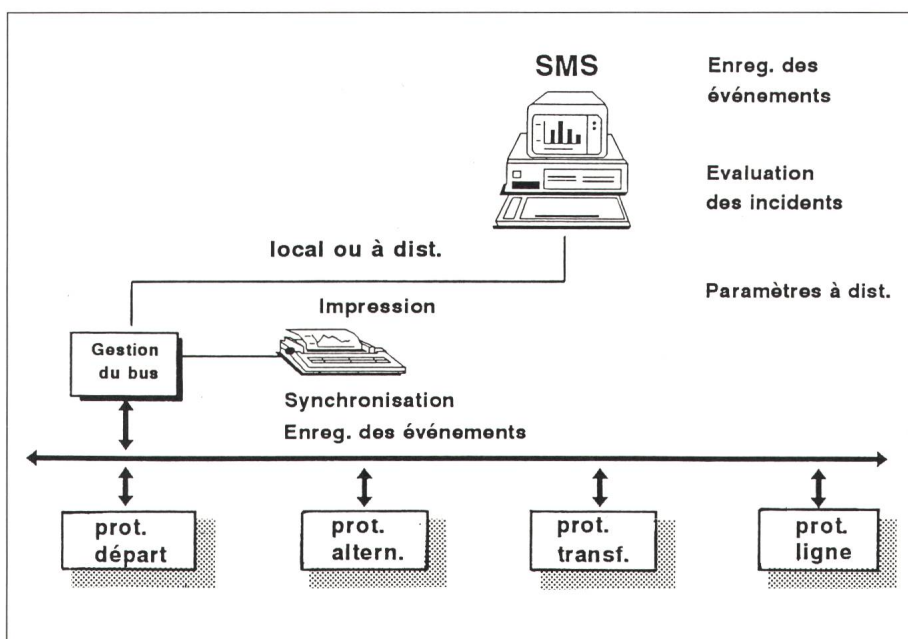 SMS
Enreg. des
événements
Evaluation
des incidents
local ou à dist.
Paramètres à dist.
Impression
Gestion
du bus
Synchronisation
Enreg. des événements
prot.
départ
prot.
altern.
prot.
transf.
prot.
ligne